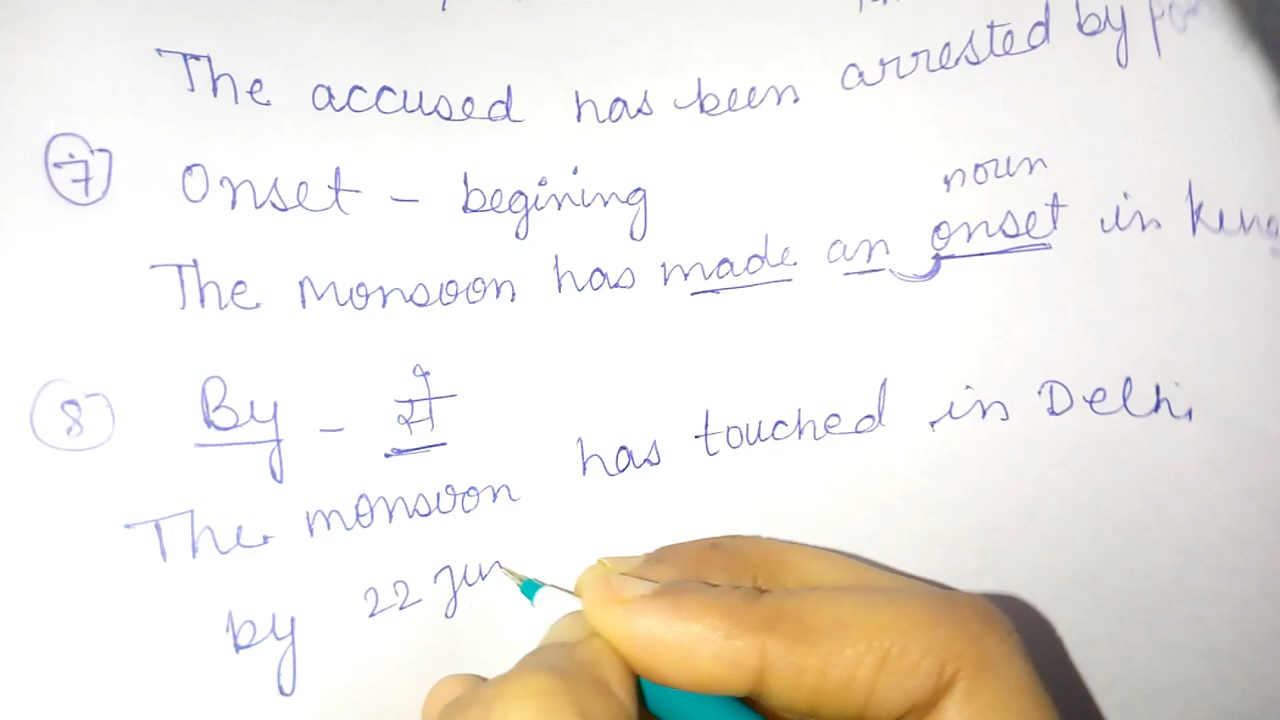 The accused has been arrested by
7 Onset - begining
noun
The monsoon has made an onset in
8 By - में
The monsoon has touched in Delhi
by 22 jun